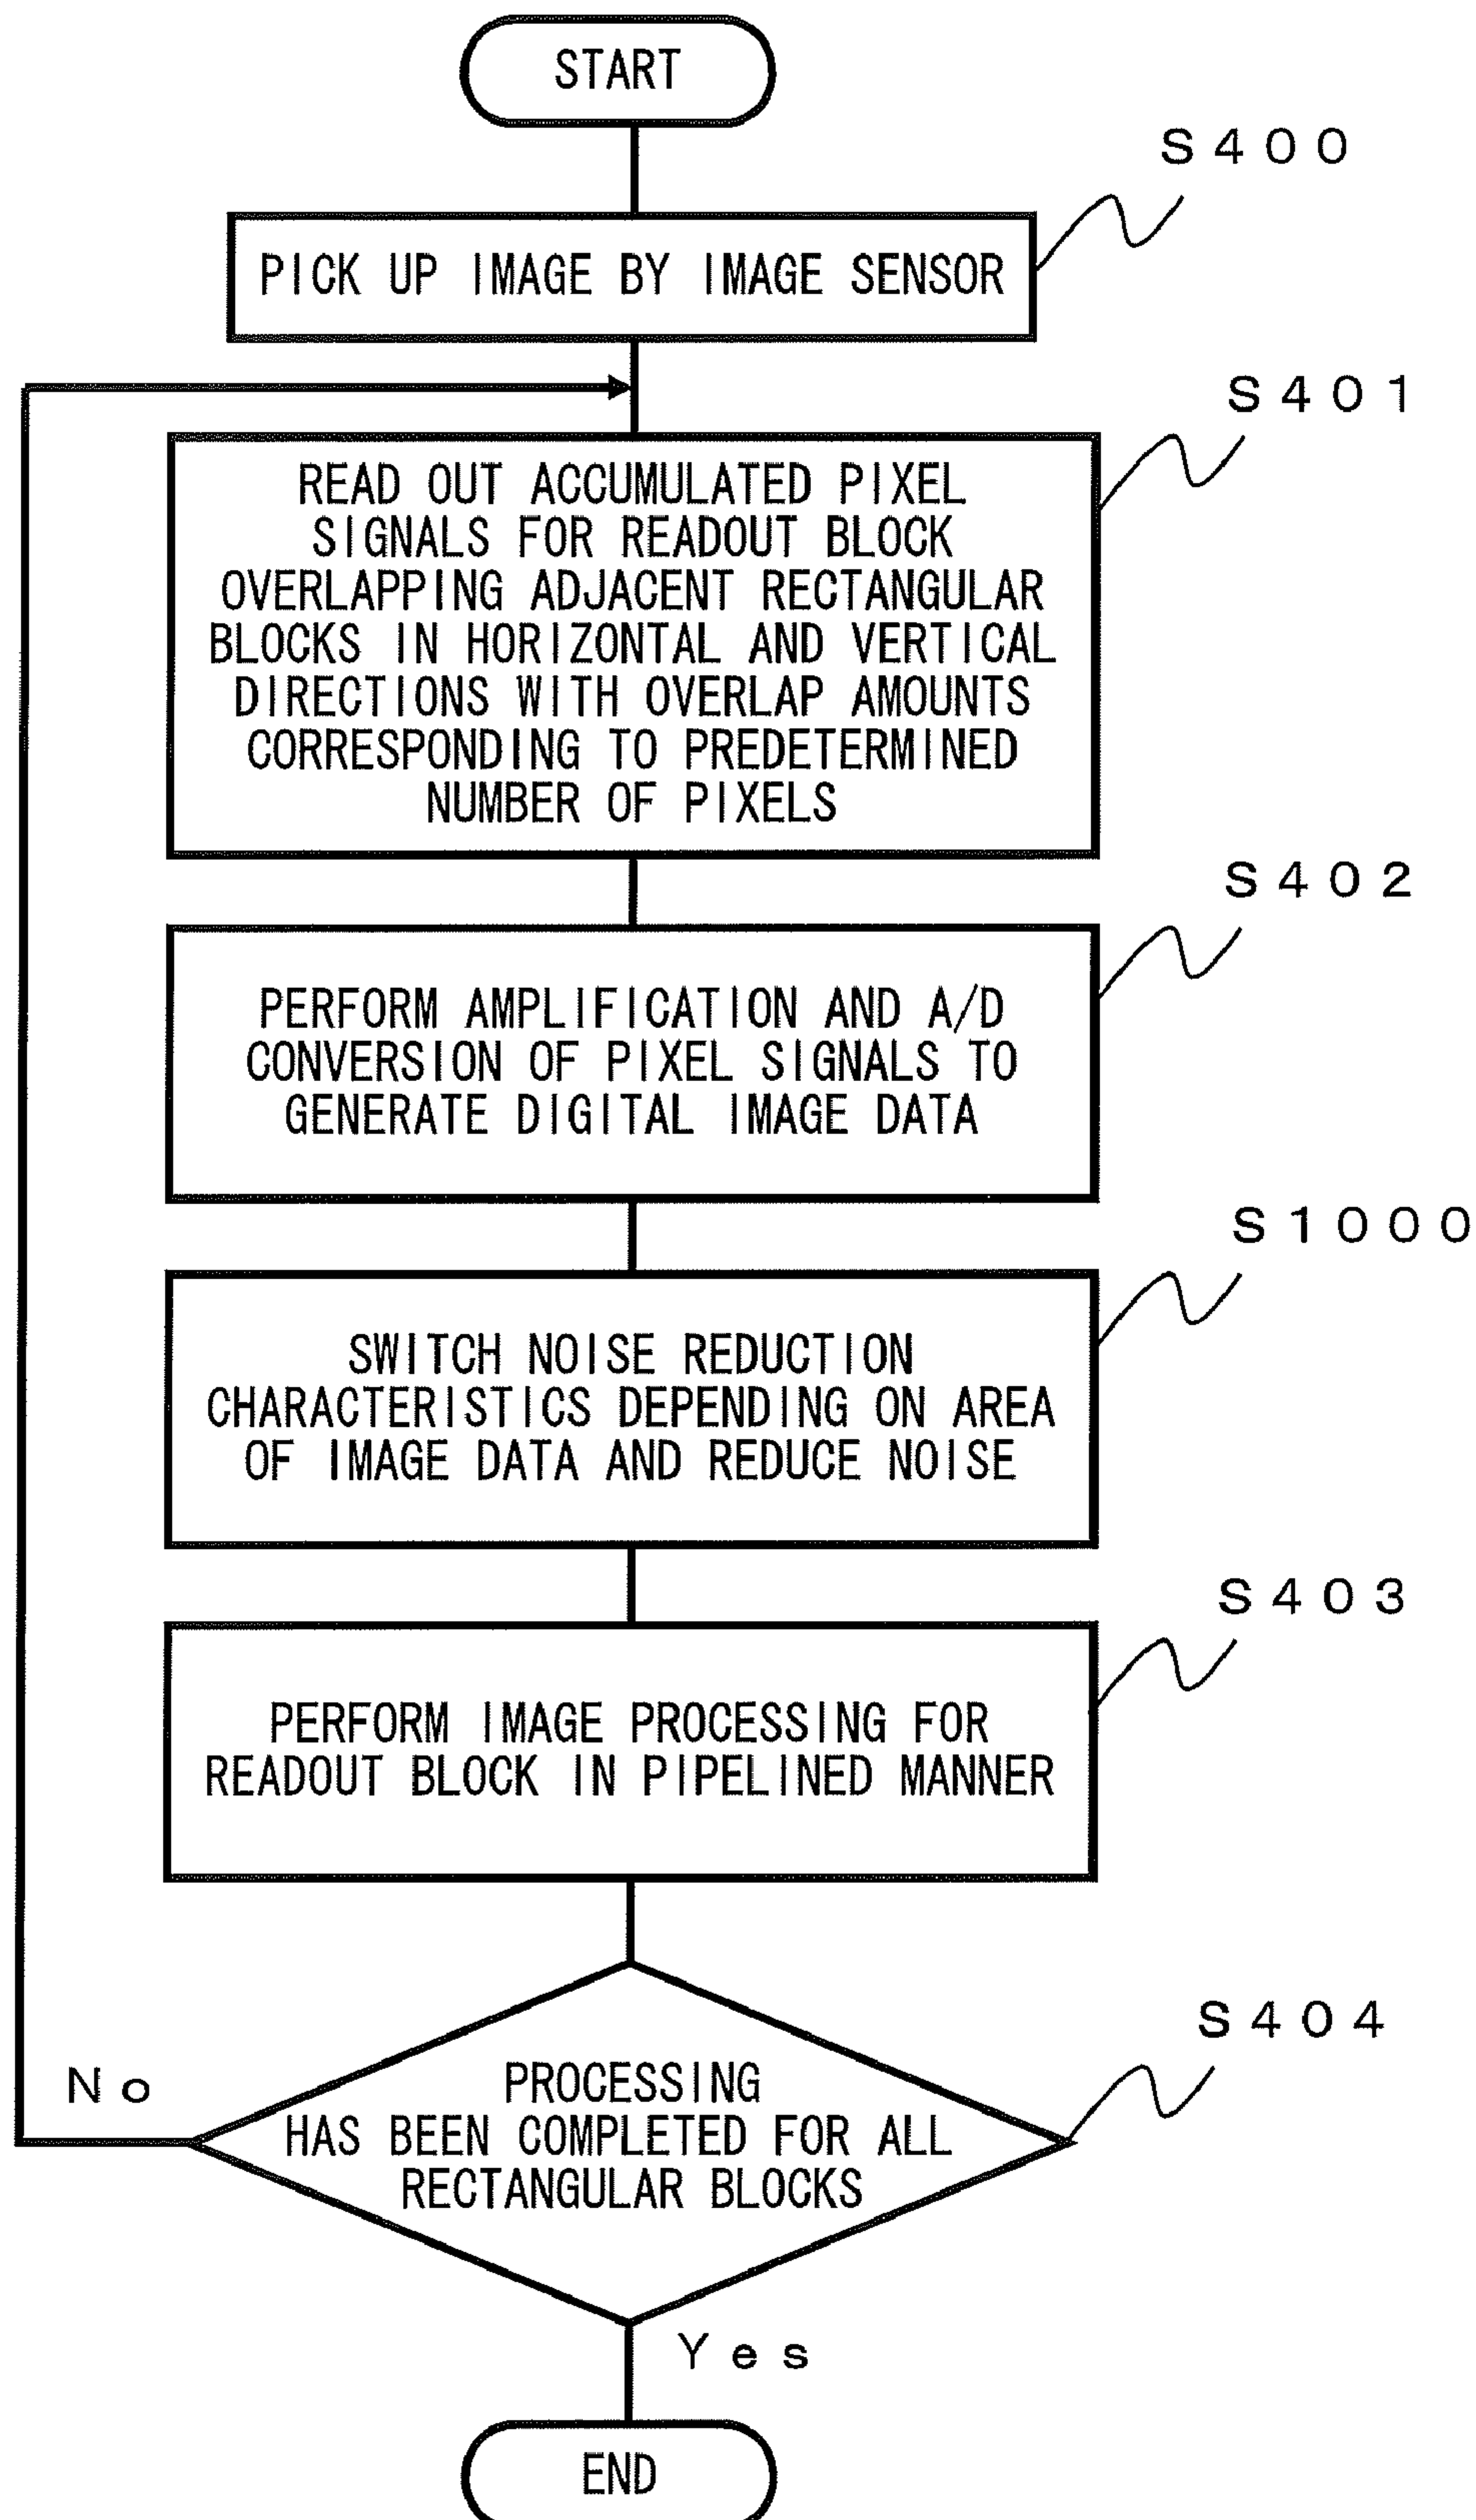 START
S400
PICK UP IMAGE BY IMAGE SENSOR
S401
READ OUT ACCUMULATED PIXEL
SIGNALS FOR READOUT BLOCK
OVERLAPPING ADJACENT RECTANGULAR
BLOCKS IN HORIZONTAL AND VERTICAL
DIRECTIONS WITH OVERLAP AMOUNTS
CORRESPONDING TO PREDETERMINED
NUMBER OF PIXELS
S402
PERFORM AMPLIFICATION AND A/D
CONVERSION OF PIXEL SIGNALS TO
GENERATE DIGITAL IMAGE DATA
S1000
SWITCH NOISE REDUCTION
CHARACTERISTICS DEPENDING ON AREA
OF IMAGE DATA AND REDUCE NOISE
S403
PERFORM IMAGE PROCESSING FOR
READOUT BLOCK IN PIPELINED MANNER
S404
No
PROCESSING
HAS BEEN COMPLETED FOR ALL
RECTANGULAR BLOCKS
Yes
END